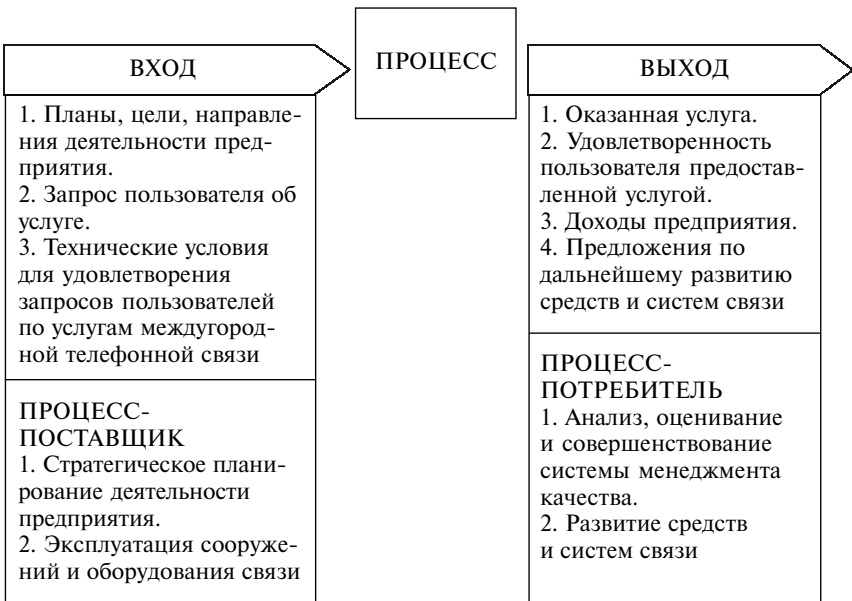 ВХОД
1. Планы, цели, направле-
ния деятельности пред-
приятия.
2. Запрос пользователя об
услуге.
3. Технические условия
для удовлетворения
запросов пользователей
по услугам междугород-
ной телефонной связи
ПРОЦЕСС-
ПОСТАВЩИК
1. Стратегическое плани-
рование деятельности
предприятия.
2. Эксплуатация сооруже-
ний и оборудования связи
ПРОЦЕСС
ВЫХОД
1. Оказанная услуга.
2. Удовлетворенность
пользователя предостав-
ленной услугой.
3. Доходы предприятия.
4. Предложения по
дальнейшему развитию
средств и систем связи
ПРОЦЕСС-
ПОТРЕБИТЕЛЬ
1. Анализ, оценивание
и совершенствование
системы менеджмента
качества.
2. Развитие средств
и систем связи